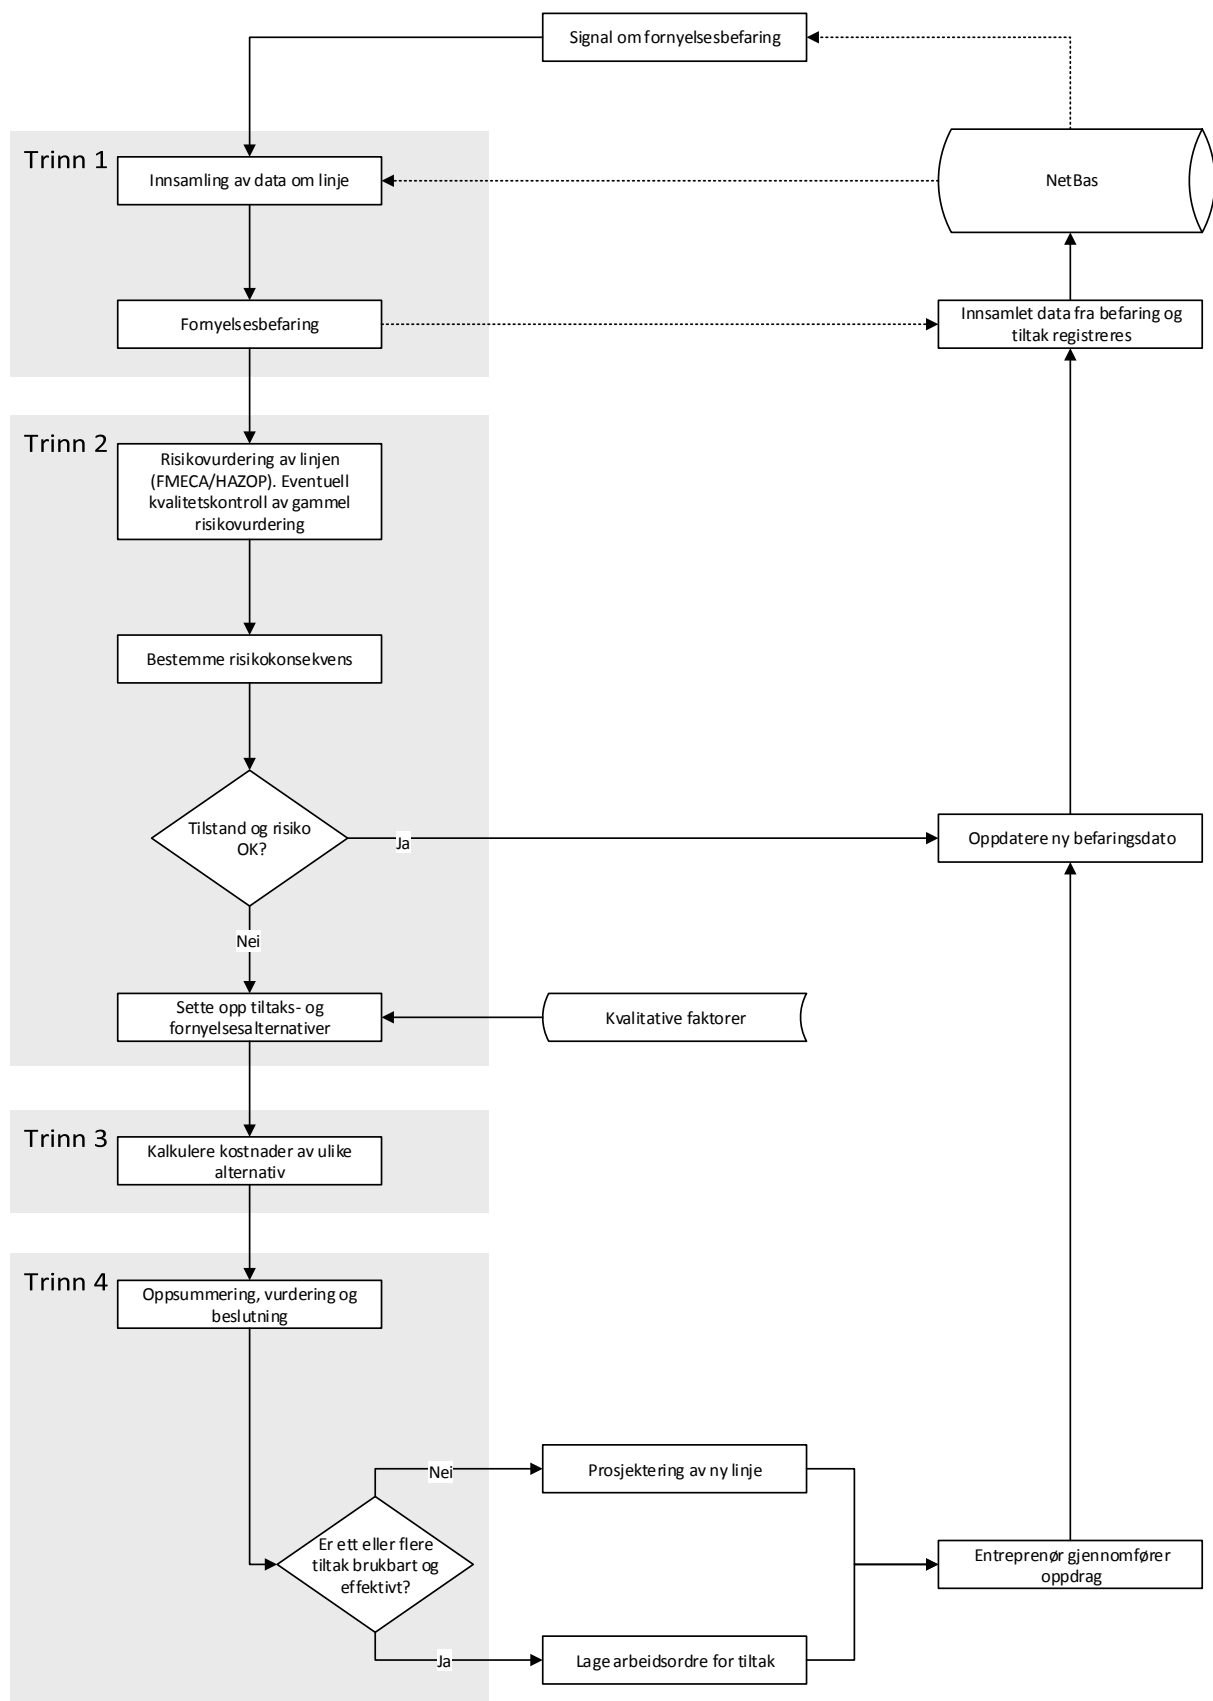 Signal om fornyelsesbefaring
Trinn 1
Innsamling av data om linje
NetBas
Fornyelsesbefaring
Innsamlet data fra befaring og
tiltak registreres
Trinn 2
Risikovurdering av linjen
(FMECA/HAZOP). Eventuell
kvalitetskontroll av gammel
risikovurdering
Bestemme risikokonsekvens
Tilstand og risiko
OK?
Ja
Oppdatere ny befaringsdato
Nei
Sette opp tiltaks- og
fornyelsesalternativer
Kvalitative faktorer
Trinn 3
Kalkulere kostnader av ulike
alternativ
Trinn 4
Oppsummering, vurdering og
beslutning
Nei
Prosjektering av ny linje
Er ett eller flere
tiltak brukbart og
effektivt?
Entreprenør gjennomfører
oppdrag
Ja
Lage arbeidsordre for tiltak